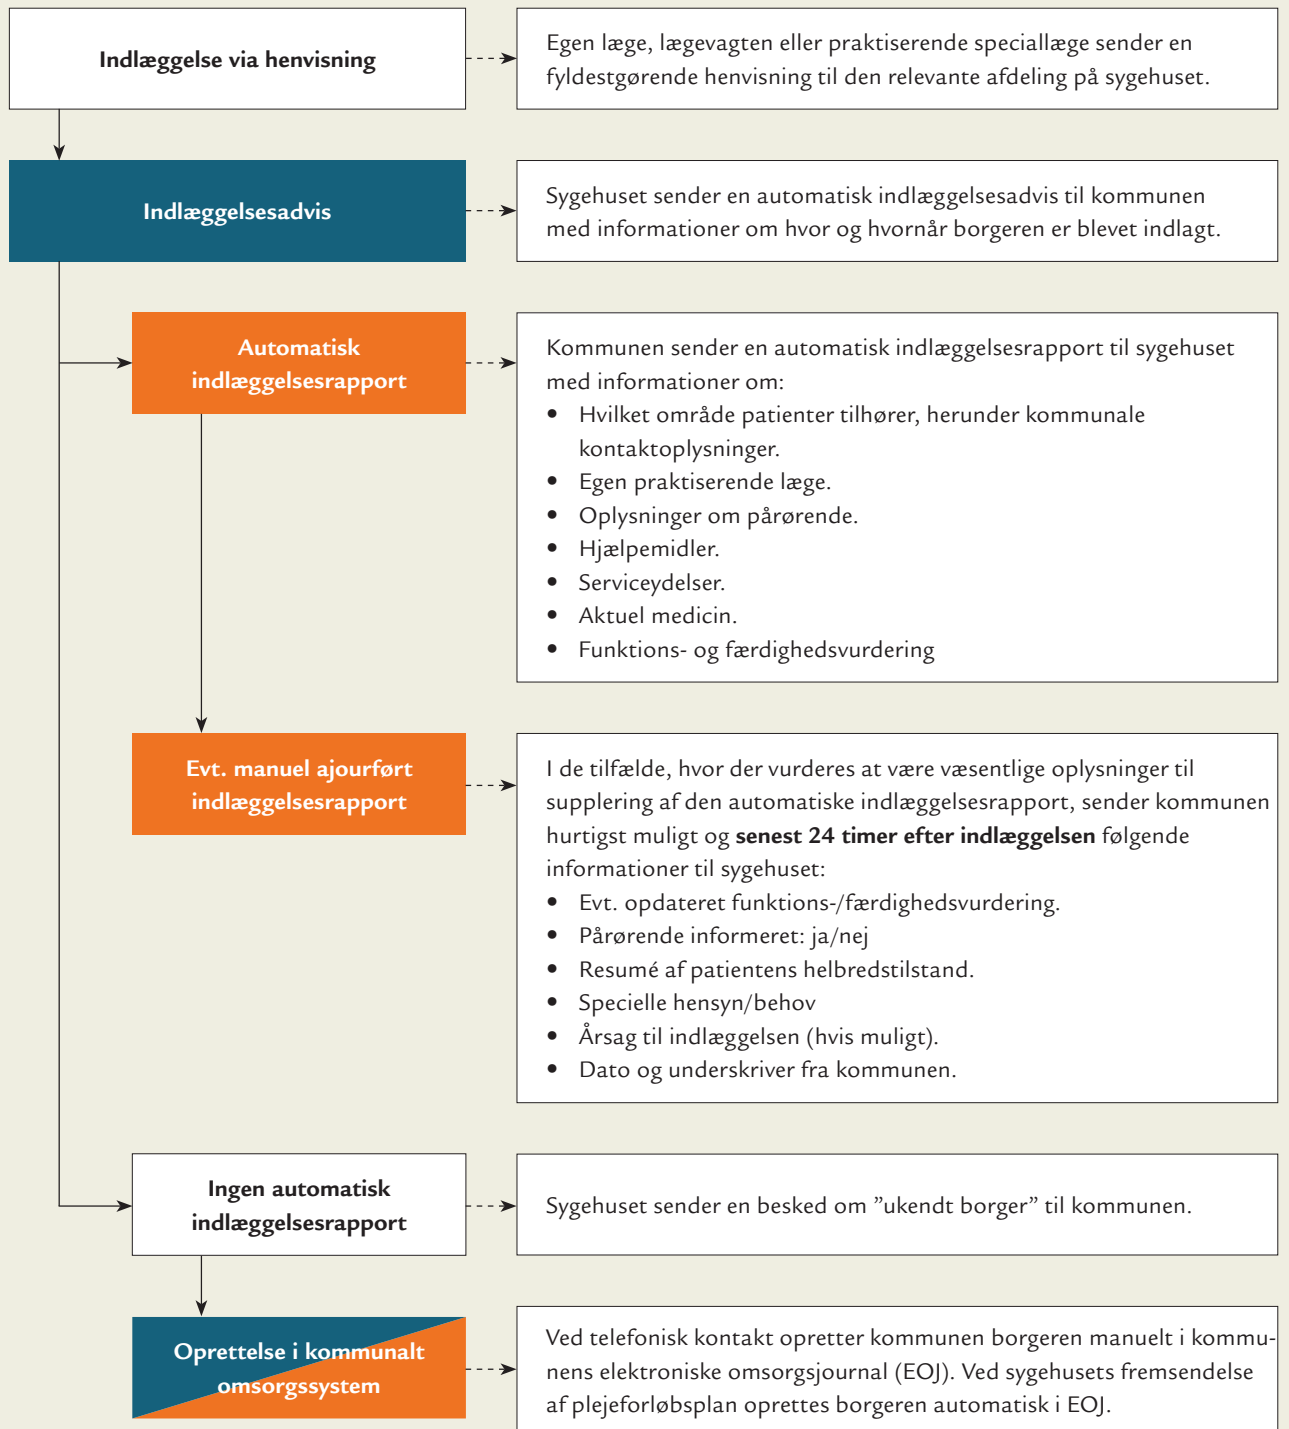 Indlæggelse via henvisning
Egen læge, lægevagten eller praktiserende speciallæge sender en
fyldestgørende henvisning til den relevante afdeling på sygehuset.
Indlæggelsesadvis
Sygehuset sender en automatisk indlæggelsesadvis til kommunen
med informationer om hvor og hvornår borgeren er blevet indlagt.
Automatisk
indlæggelsesrapport
Kommunen sender en automatisk indlæggelsesrapport til sygehuset
med informationer om:
• Hvilket område patienter tilhører, herunder kommunale
kontaktoplysninger.
• Egen praktiserende læge.
• Oplysninger om pårørende.
• Hjælpemidler.
• Serviceydelser.
• Aktuel medicin.
• Funktions- og færdighedsvurdering
Evt. manuel ajourført
indlæggelsesrapport
I de tilfælde, hvor der vurderes at være væsentlige oplysninger til
supplering af den automatiske indlæggelsesrapport, sender kommunen
hurtigst muligt og senest 24 timer efter indlæggelsen følgende
informationer til sygehuset:
• Evt. opdateret funktions-/færdighedsvurdering.
• Pårørende informeret: ja/nej
• Resumé af patientens helbredstilstand.
• Specielle hensyn/behov
• Årsag til indlæggelsen (hvis muligt).
• Dato og underskriver fra kommunen.
Ingen automatisk
indlæggelsesrapport
Sygehuset sender en besked om ”ukendt borger” til kommunen.
Oprettelse i kommunalt
omsorgssystem
Ved telefonisk kontakt opretter kommunen borgeren manuelt i kommu-
nens elektroniske omsorgsjournal (EOJ). Ved sygehusets fremsendelse
af plejeforløbsplan oprettes borgeren automatisk i EOJ.